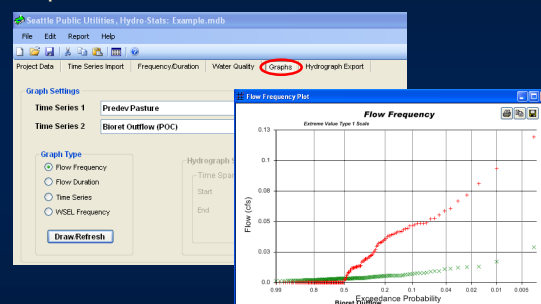 Seattle Public Utilities, Hydro-Stats: Example.mdb
File Edit Report Help
Project Data Time Series Import Frequency/Duration Water Quality Graphs Hydrograph Export
Graph Settings
Time Series 1 Predev Pasture
Time Series 2 Bioret Outflow (POC)
Graph Type
Flow Frequency
Flow Duration
Time Series
WSEL Frequency
Draw/Refresh
Hydrograph
Time Spa
Start
End
Flow Frequency Plot
Flow Frequency
Extreme Value Type 1 Scale
Flow (cfs)
0.13
0.1
0.08
0.05
0.03
0.0
0.99 0.8 0.5 0.2 0.1 0.04 0.02 0.01 0.005
Exceedance Probability
Bioret Outflow